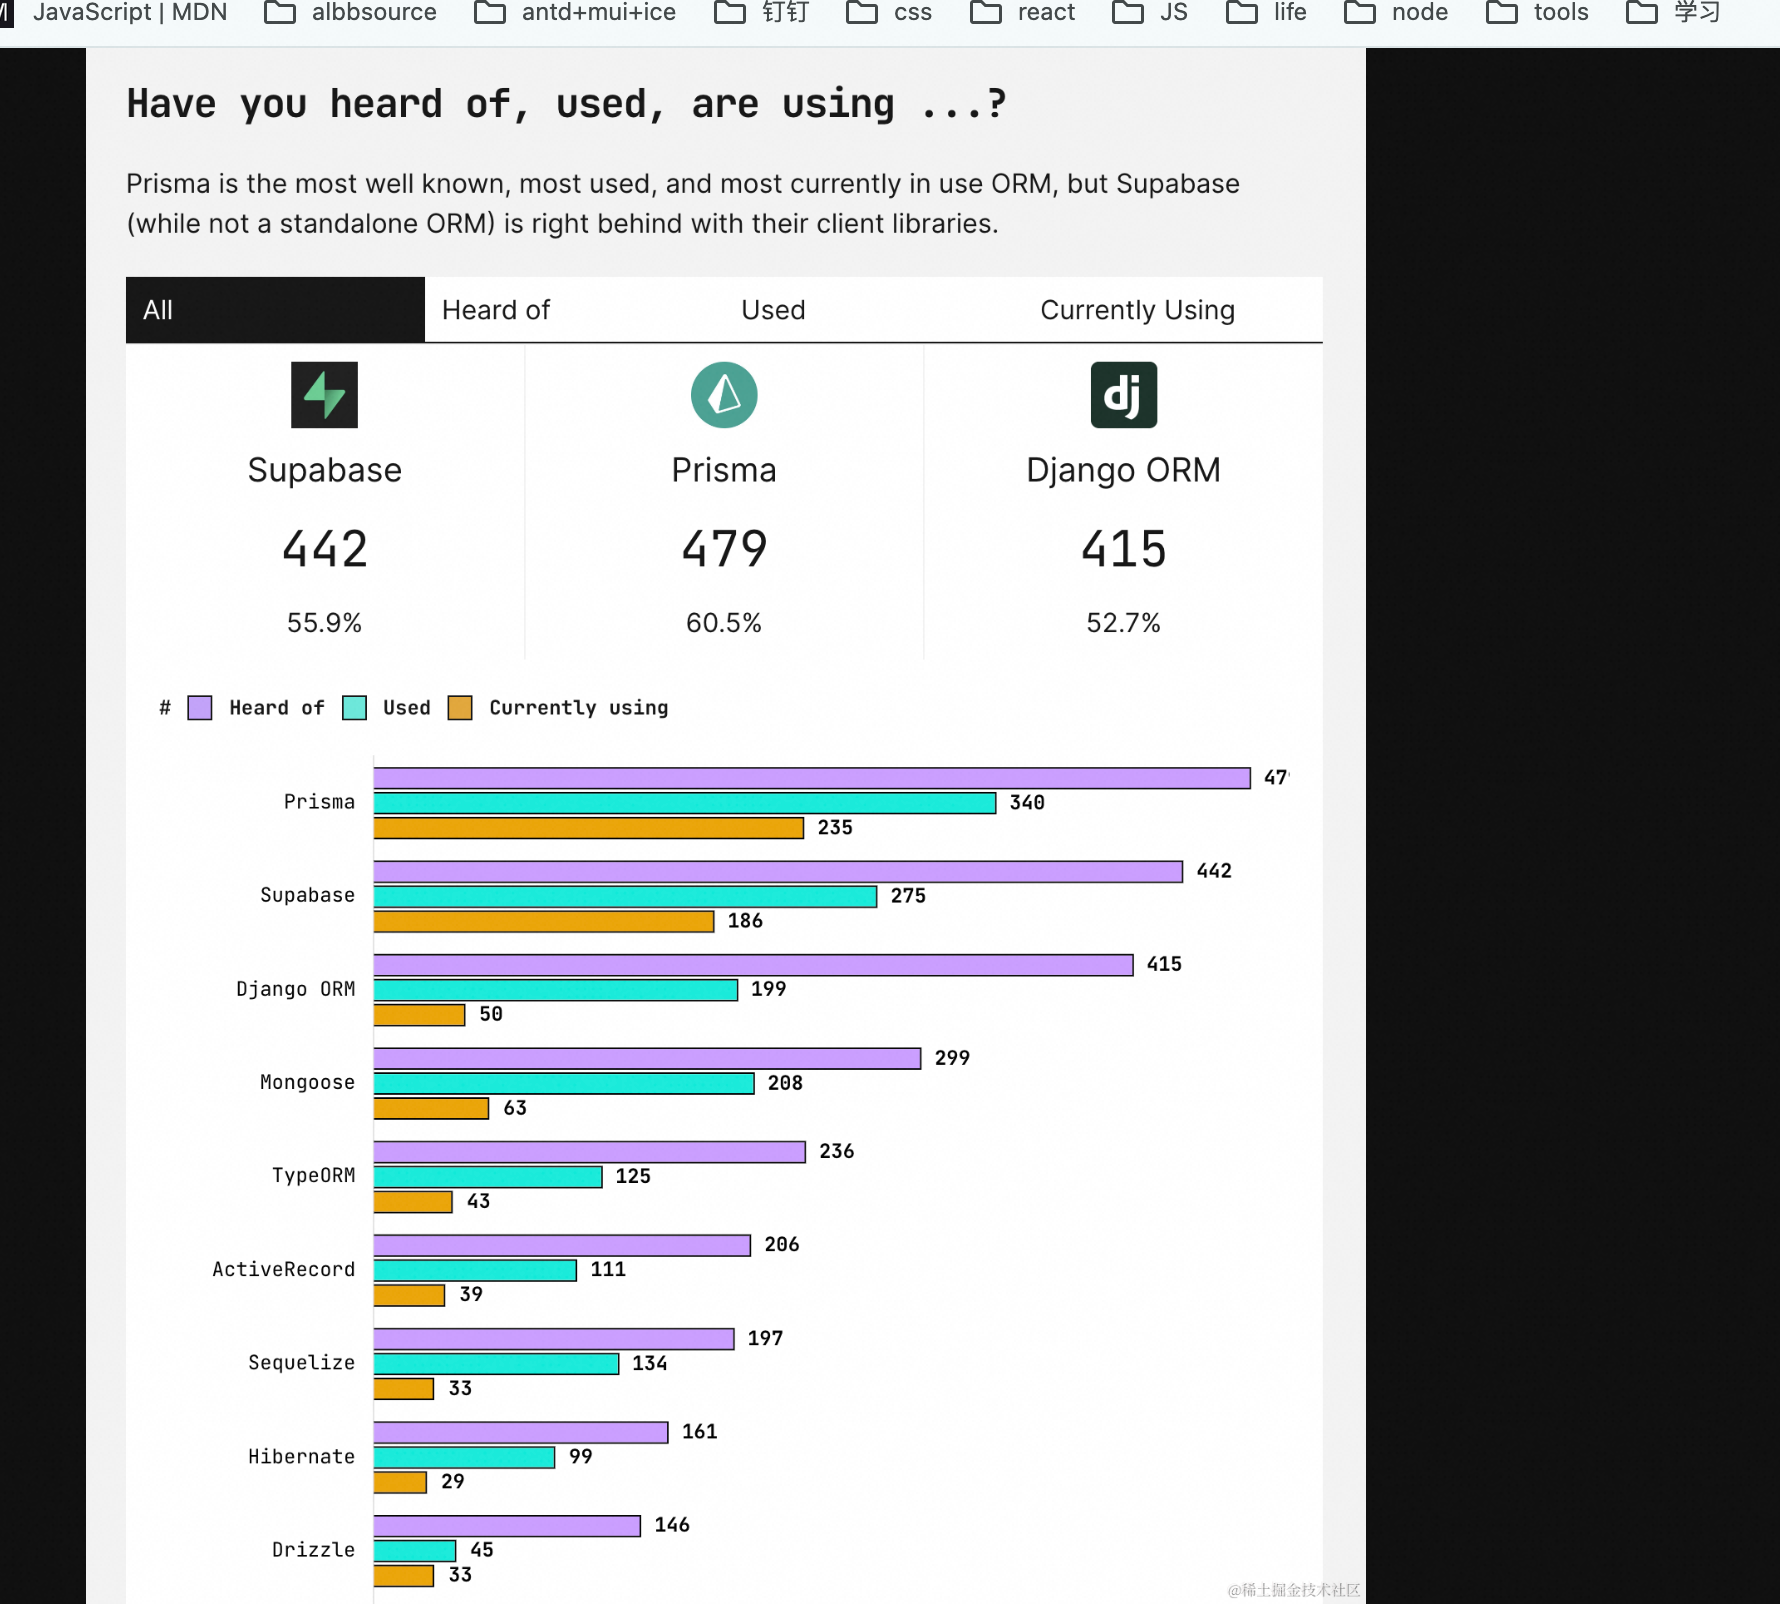 JavaScript | MDN albbsource antd+mui+ice 钉钉 css react JS life node tools 学习
Have you heard of, used, are using ...?
Prisma is the most well known, most used, and most currently in use ORM, but Supabase
(while not a standalone ORM) is right behind with their client libraries.
All Heard of Used Currently Using
dj
Supabase Prisma Django ORM
442 479 415
55.9% 60.5% 52.7%
# Heard of Used Currently using
Prisma
340
235
442
Supabase 275
186
415
Django ORM 199
50
299
Mongoose 208
63
236
TypeORM 125
43
206
ActiveRecord 111
39
197
Sequelize 134
33
161
Hibernate 99
29
146
Drizzle 45
33
@稀土掘金技术社区